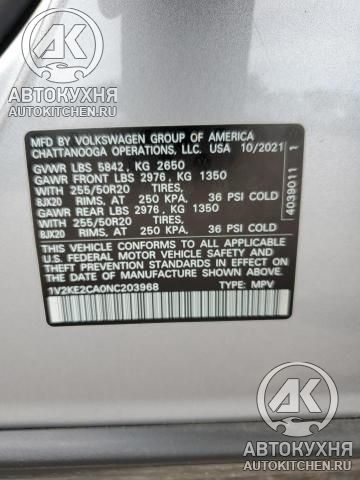 АВТОКУХНЯ
AUTOKITCHEN.RU
АВТОКУХНЯ
AUTOKITCHEN.RU
MFD BY VOLKSWAGEN GROUP OF AMERICA
CHATTANOOGA OPERATIONS, LLC. USA 10/2021
GVWR LBS 5842, KG 2650
GAWR FRONT LBS 2976, KG 1350
WITH 255/50R20 TIRES,
8JX20 RIMS, AT 250 KPA, 36 PSI COLD
GAWR REAR LBS 2976, KG 1350
WITH 255/50R20 TIRES,
8JX20 RIMS, AT 250 KPA, 36 PSI COLD
THIS VEHICLE CONFORMS TO ALL APPLICABLE
U.S. FEDERAL MOTOR VEHICLE SAFETY AND
THEFT PREVENTION STANDARDS IN EFFECT ON THE
DATE OF MANUFACTURE SHOWN ABOVE.
1V2KE2CA0NC203968 TYPE: MPV
4039011 1
АВТОКУХНЯ
AUTOKITCHEN.RU